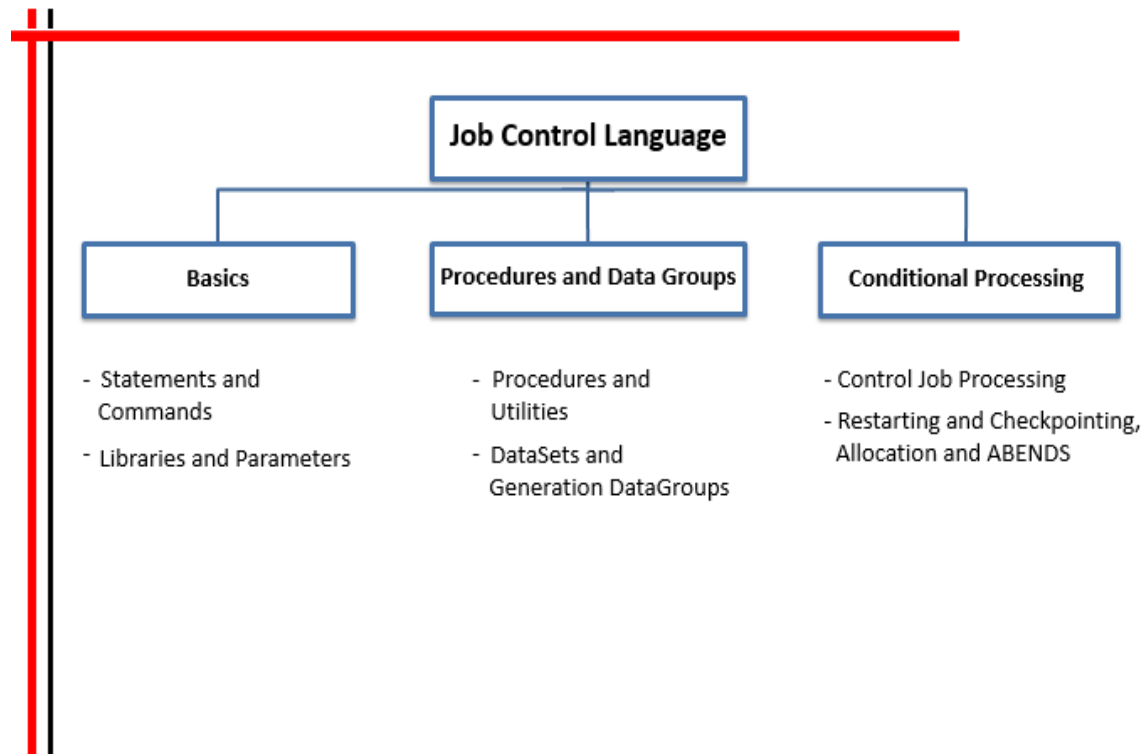 Job Control Language
Basics
- Statements and
Commands
- Libraries and Parameters
Procedures and Data Groups
- Procedures and
Utilities
- DataSets and
Generation DataGroups
Conditional Processing
- Control Job Processing
- Restarting and Checkpointing,
Allocation and ABENDS